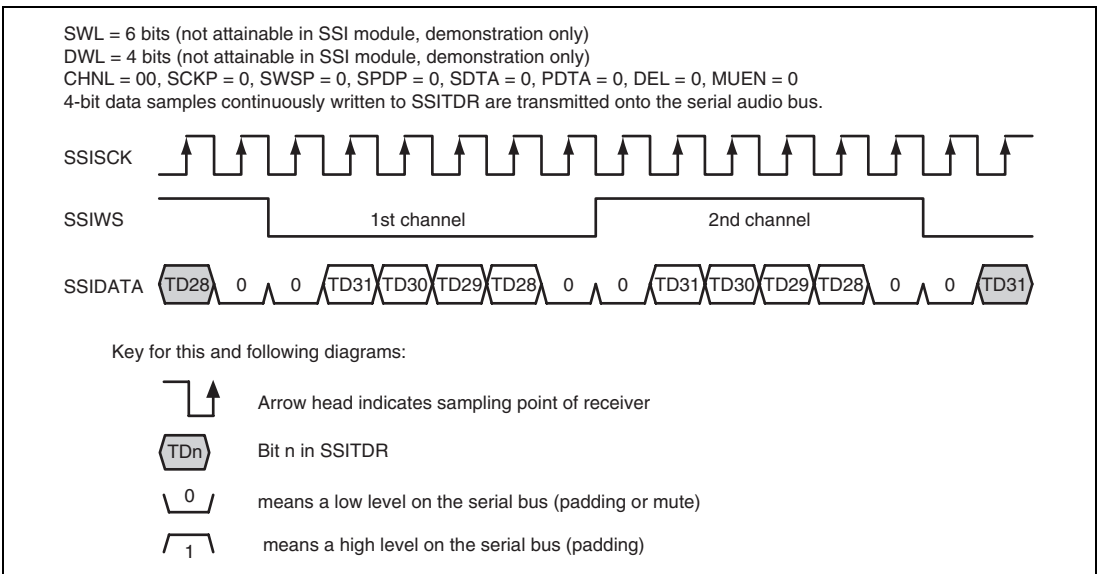 SWL = 6 bits (not attainable in SSI module, demonstration only)
DWL = 4 bits (not attainable in SSI module, demonstration only)
CHNL = 00, SCKP = 0, SWSP = 0, SPDP = 0, SDTA = 0, PDTA = 0, DEL = 0, MUEN = 0
4-bit data samples continuously written to SSITDR are transmitted onto the serial audio bus.
SSISCK
SSIWS 1st channel 2nd channel
SSIDATA TD28 0 0 TD31 TD30 TD29 TD28 0 0 TD31 TD30 TD29 TD28 0 0 TD31
Key for this and following diagrams:
Arrow head indicates sampling point of receiver
TDn Bit n in SSITDR
0 means a low level on the serial bus (padding or mute)
1 means a high level on the serial bus (padding)